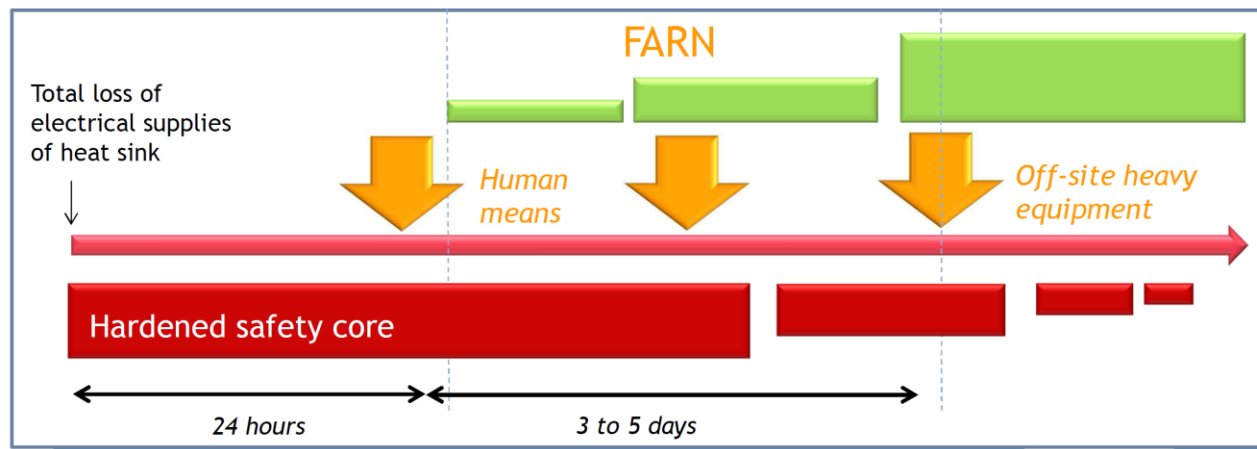 FARN
Total loss of
electrical supplies
of heat sink
Human
means
Off-site heavy
equipment
Hardened safety core
24 hours
3 to 5 days